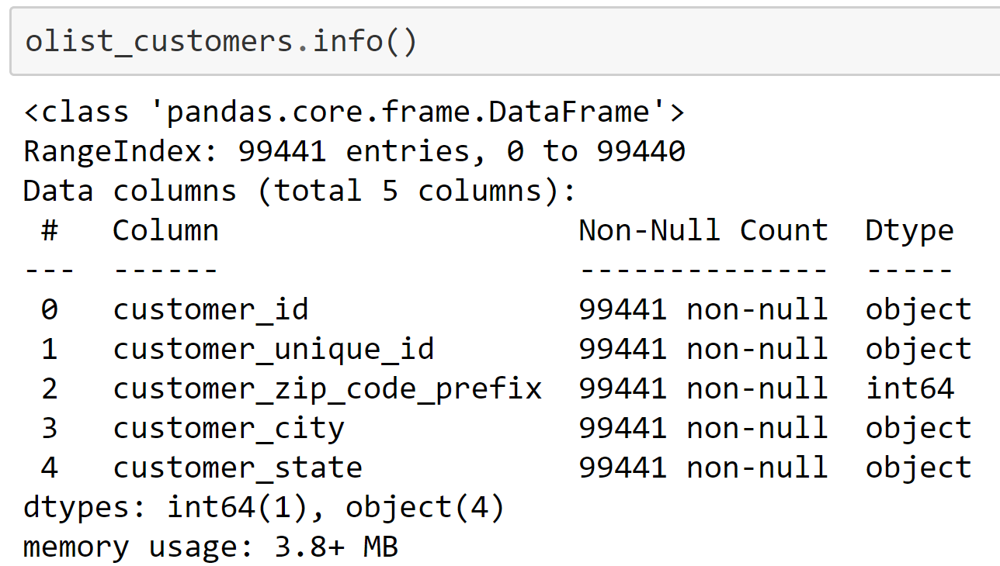 olist_customers.info()
<class 'pandas.core.frame.DataFrame'>
RangeIndex: 99441 entries, 0 to 99440
Data columns (total 5 columns):
 #   Column                    Non-Null Count  Dtype
---  ------                    --------------  -----
 0   customer_id               99441 non-null  object
 1   customer_unique_id        99441 non-null  object
 2   customer_zip_code_prefix  99441 non-null  int64
 3   customer_city             99441 non-null  object
 4   customer_state            99441 non-null  object
dtypes: int64(1), object(4)
memory usage: 3.8+ MB